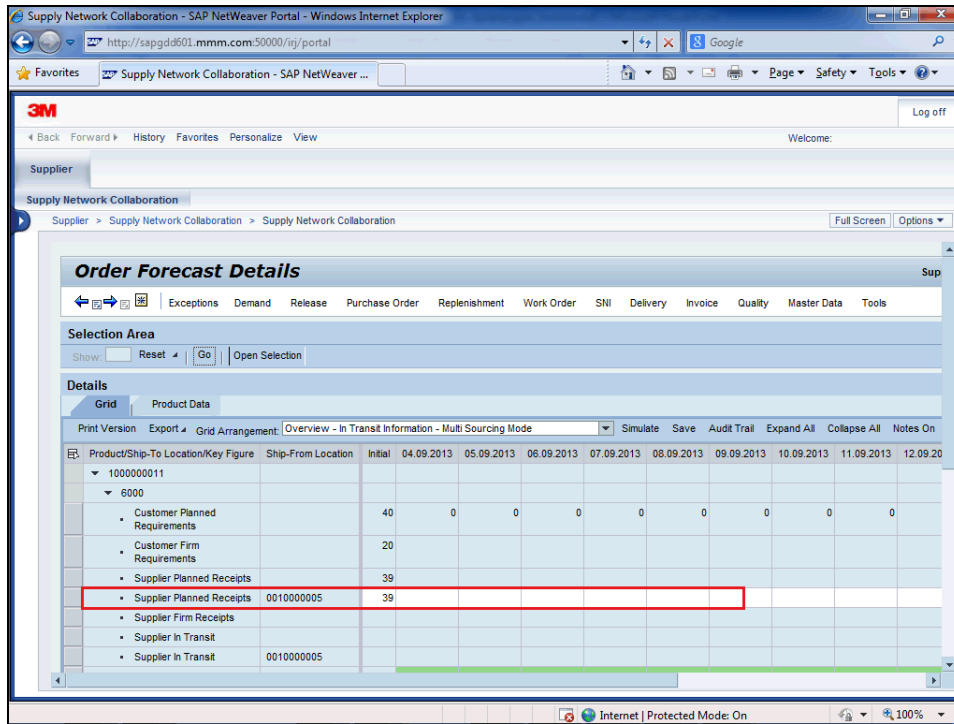 Supply Network Collaboration - SAP NetWeaver Portal - Windows Internet Explorer
http://sapgdd601.mmm.com:50000/irj/portal
Google
Favorites Supply Network Collaboration - SAP NetWeaver ... Page Safety Tools
3M Log off
Back Forward History Favorites Personalize View Welcome:
Supplier
Supply Network Collaboration
Supplier > Supply Network Collaboration > Supply Network Collaboration Full Screen Options
Order Forecast Details Sup
Exceptions Demand Release Purchase Order Replenishment Work Order SNI Delivery Invoice Quality Master Data Tools
Selection Area
Show: Reset Go Open Selection
Details
Grid Product Data
Print Version Export Grid Arrangement: Overview - In Transit Information - Multi Sourcing Mode Simulate Save Audit Trail Expand All Collapse All Notes On
Product/Ship-To Location/Key Figure Ship-From Location Initial 04.09.2013 05.09.2013 06.09.2013 07.09.2013 08.09.2013 09.09.2013 10.09.2013 11.09.2013 12.09.20
1000000011
6000
Customer Planned Requirements 40 0 0 0 0 0 0 0 0
Customer Firm Requirements 20
Supplier Planned Receipts 39
Supplier Planned Receipts 0010000005 39
Supplier Firm Receipts
Supplier In Transit
Supplier In Transit 0010000005
Internet | Protected Mode: On 100%